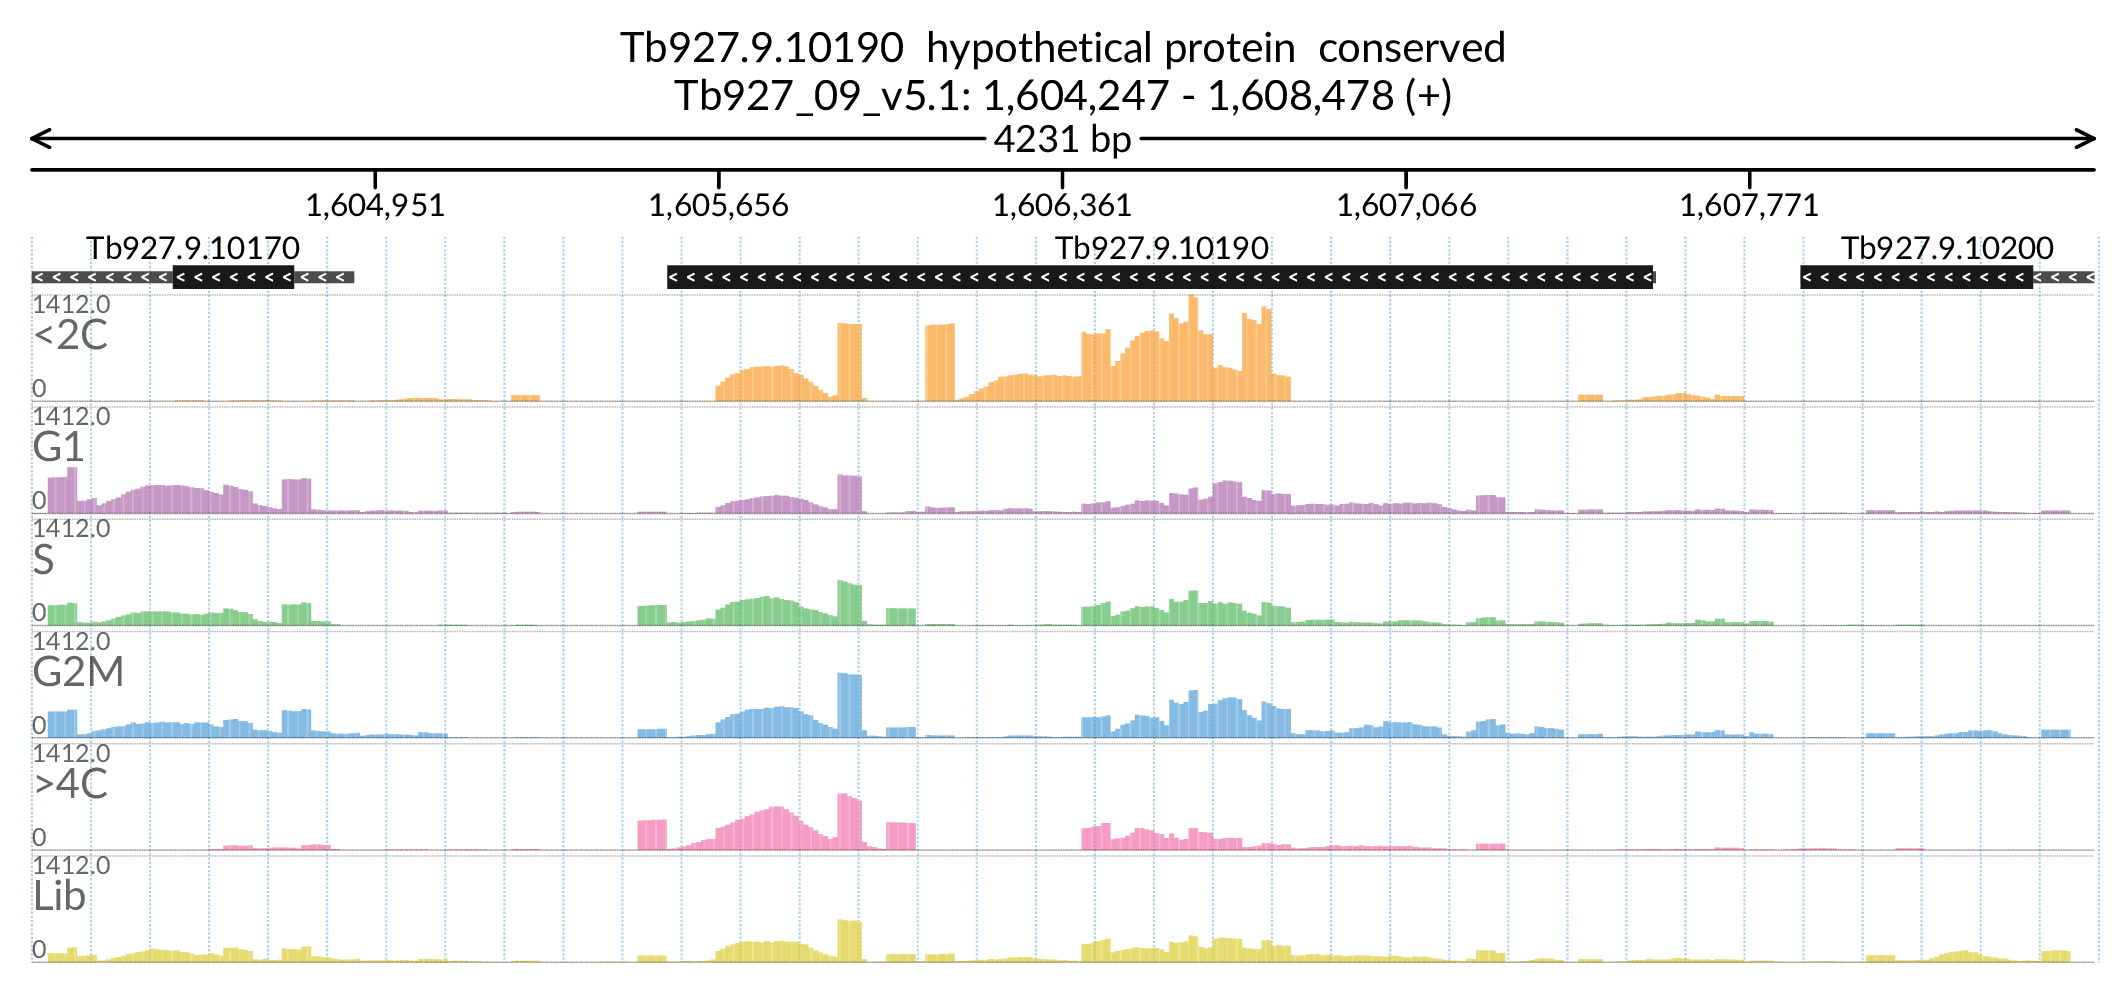 Tb927.9.10190  hypothetical protein  conserved
Tb927_09_v5.1: 1,604,247 - 1,608,478 (+)
4231 bp
1,604,951 1,605,656 1,606,361 1,607,066 1,607,771
Tb927.9.10170 Tb927.9.10190 Tb927.9.10200
1412.0
<2C
0
1412.0
G1
0
1412.0
S
0
1412.0
G2M
0
1412.0
>4C
0
1412.0
Lib
0